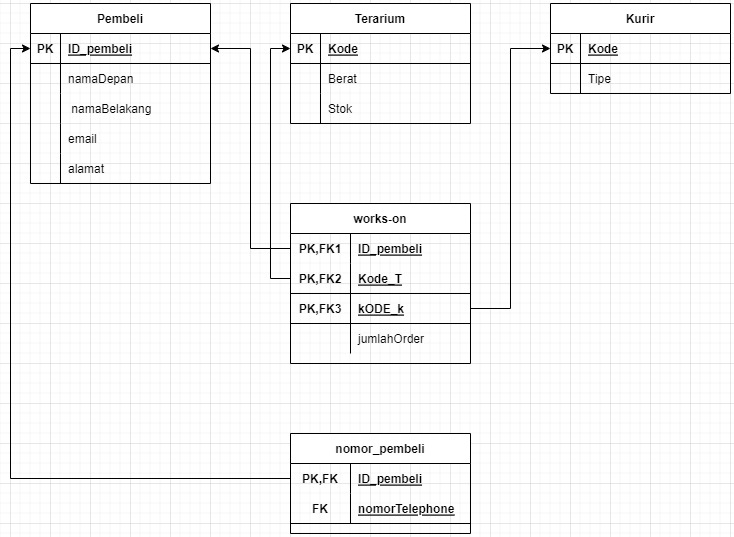 Pembeli
PK ID_pembeli
namaDepan
namaBelakang
email
alamat
Terarium
PK Kode
Berat
Stok
Kurir
PK Kode
Tipe
works-on
PK,FK1 ID_pembeli
PK,FK2 Kode_T
PK,FK3 kODE_k
jumlahOrder
nomor_pembeli
PK,FK ID_pembeli
FK nomorTelephone